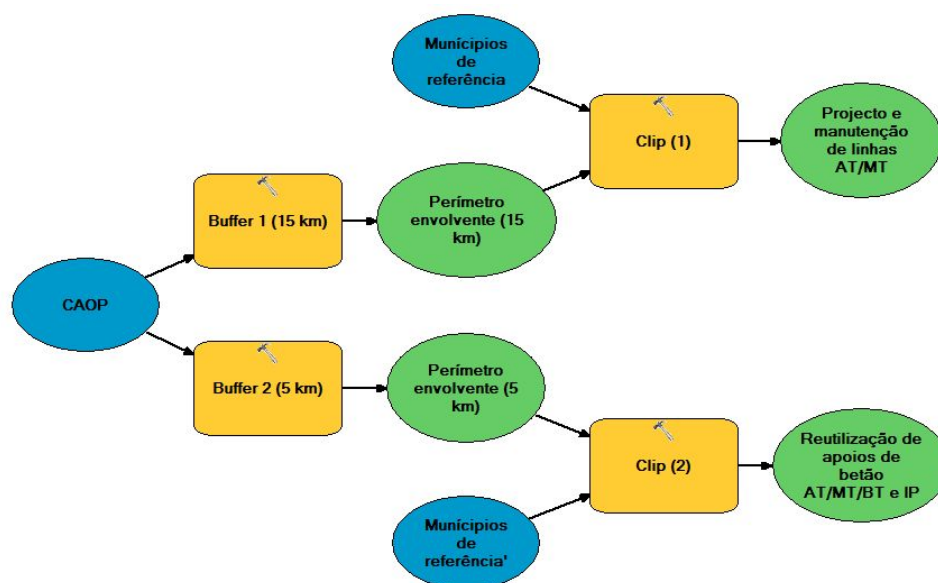 Munícipios
de
referência
Clip (1)
Projecto e
manutenção
de linhas
AT/MT
Buffer 1 (15 km)
Perímetro
envolvente (15
km)
CAOP
Buffer 2 (5 km)
Perímetro
envolvente (5
km)
Clip (2)
Reutilização de
apoios de
betão
AT/MT/BT e IP
Munícipios
de
referência'